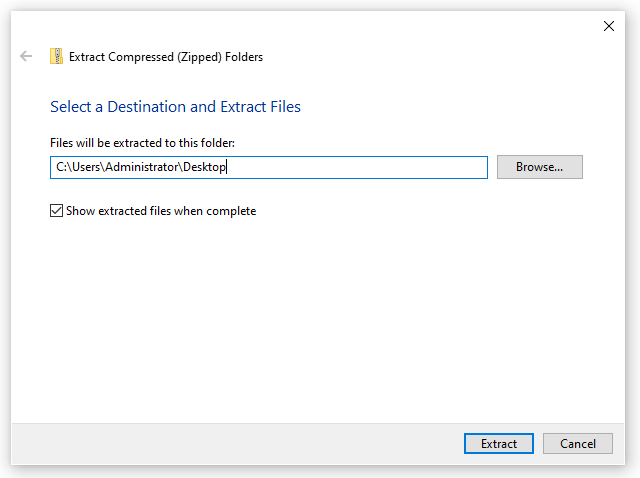 Extract Compressed (Zipped) Folders
Select a Destination and Extract Files
Files will be extracted to this folder:
C:\Users\Administrator\Desktop
Browse...
Show extracted files when complete
Extract
Cancel